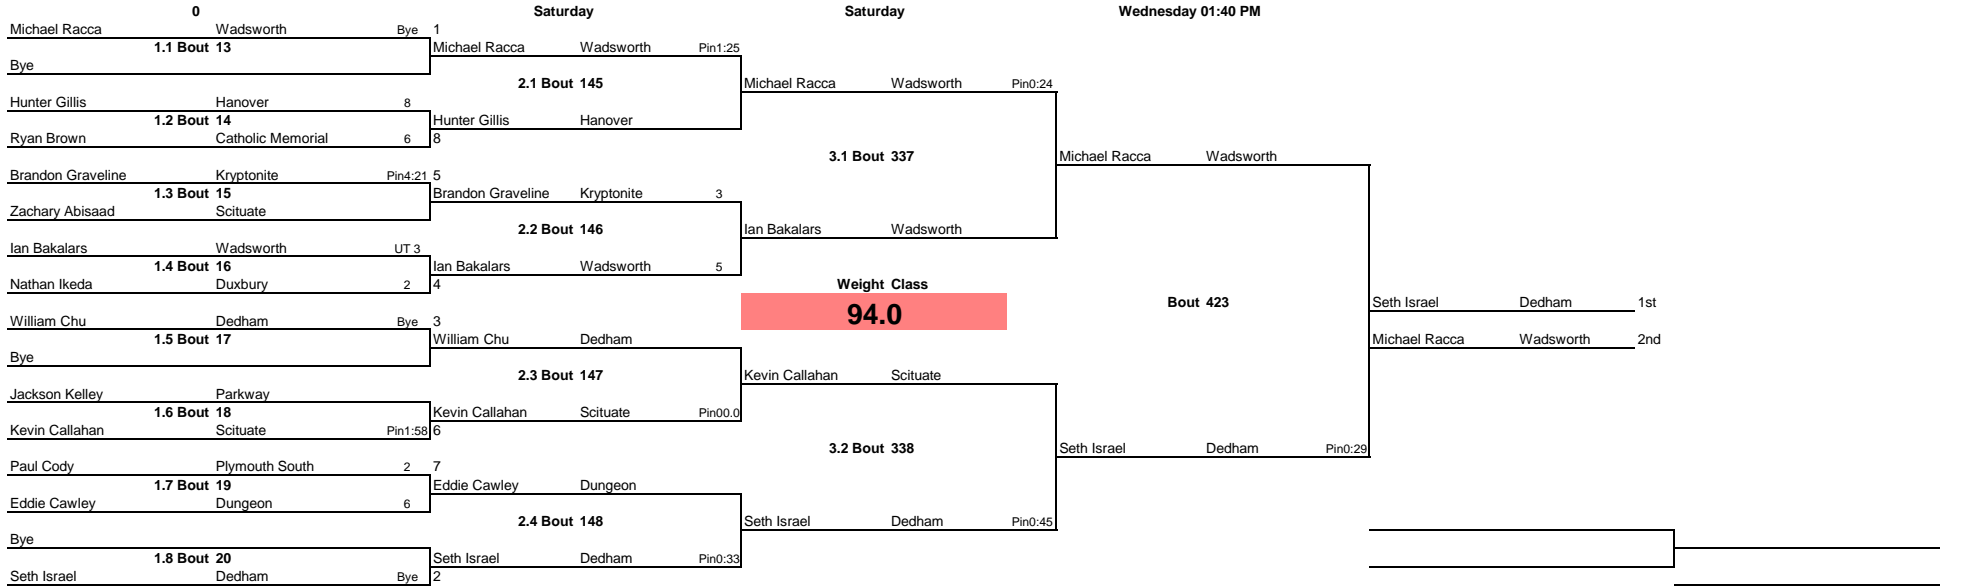 0 Saturday Saturday Wednesday 01:40 PM
Michael Racca Wadsworth Bye 1
1.1 Bout 13 Michael Racca Wadsworth Pin1:25
Bye
2.1 Bout 145 Michael Racca Wadsworth Pin0:24
Hunter Gillis Hanover 8
1.2 Bout 14 Hunter Gillis Hanover
Ryan Brown Catholic Memorial 6 8
3.1 Bout 337 Michael Racca Wadsworth
Brandon Graveline Kryptonite Pin4:21 5
1.3 Bout 15 Brandon Graveline Kryptonite 3
Zachary Abisaad Scituate
2.2 Bout 146 Ian Bakalars Wadsworth
Ian Bakalars Wadsworth UT 3
1.4 Bout 16 Ian Bakalars Wadsworth 5
Nathan Ikeda Duxbury 2 4 Weight Class
94.0 Bout 423 Seth Israel Dedham 1st
William Chu Dedham Bye 3
1.5 Bout 17 William Chu Dedham Michael Racca Wadsworth 2nd
Bye
2.3 Bout 147 Kevin Callahan Scituate
Jackson Kelley Parkway
1.6 Bout 18 Kevin Callahan Scituate Pin00.0
Kevin Callahan Scituate Pin1:58 6
3.2 Bout 338 Seth Israel Dedham Pin0:29
Paul Cody Plymouth South 2 7
1.7 Bout 19 Eddie Cawley Dungeon
Eddie Cawley Dungeon 6
2.4 Bout 148 Seth Israel Dedham Pin0:45
Bye
1.8 Bout 20 Seth Israel Dedham Pin0:33
Seth Israel Dedham Bye 2